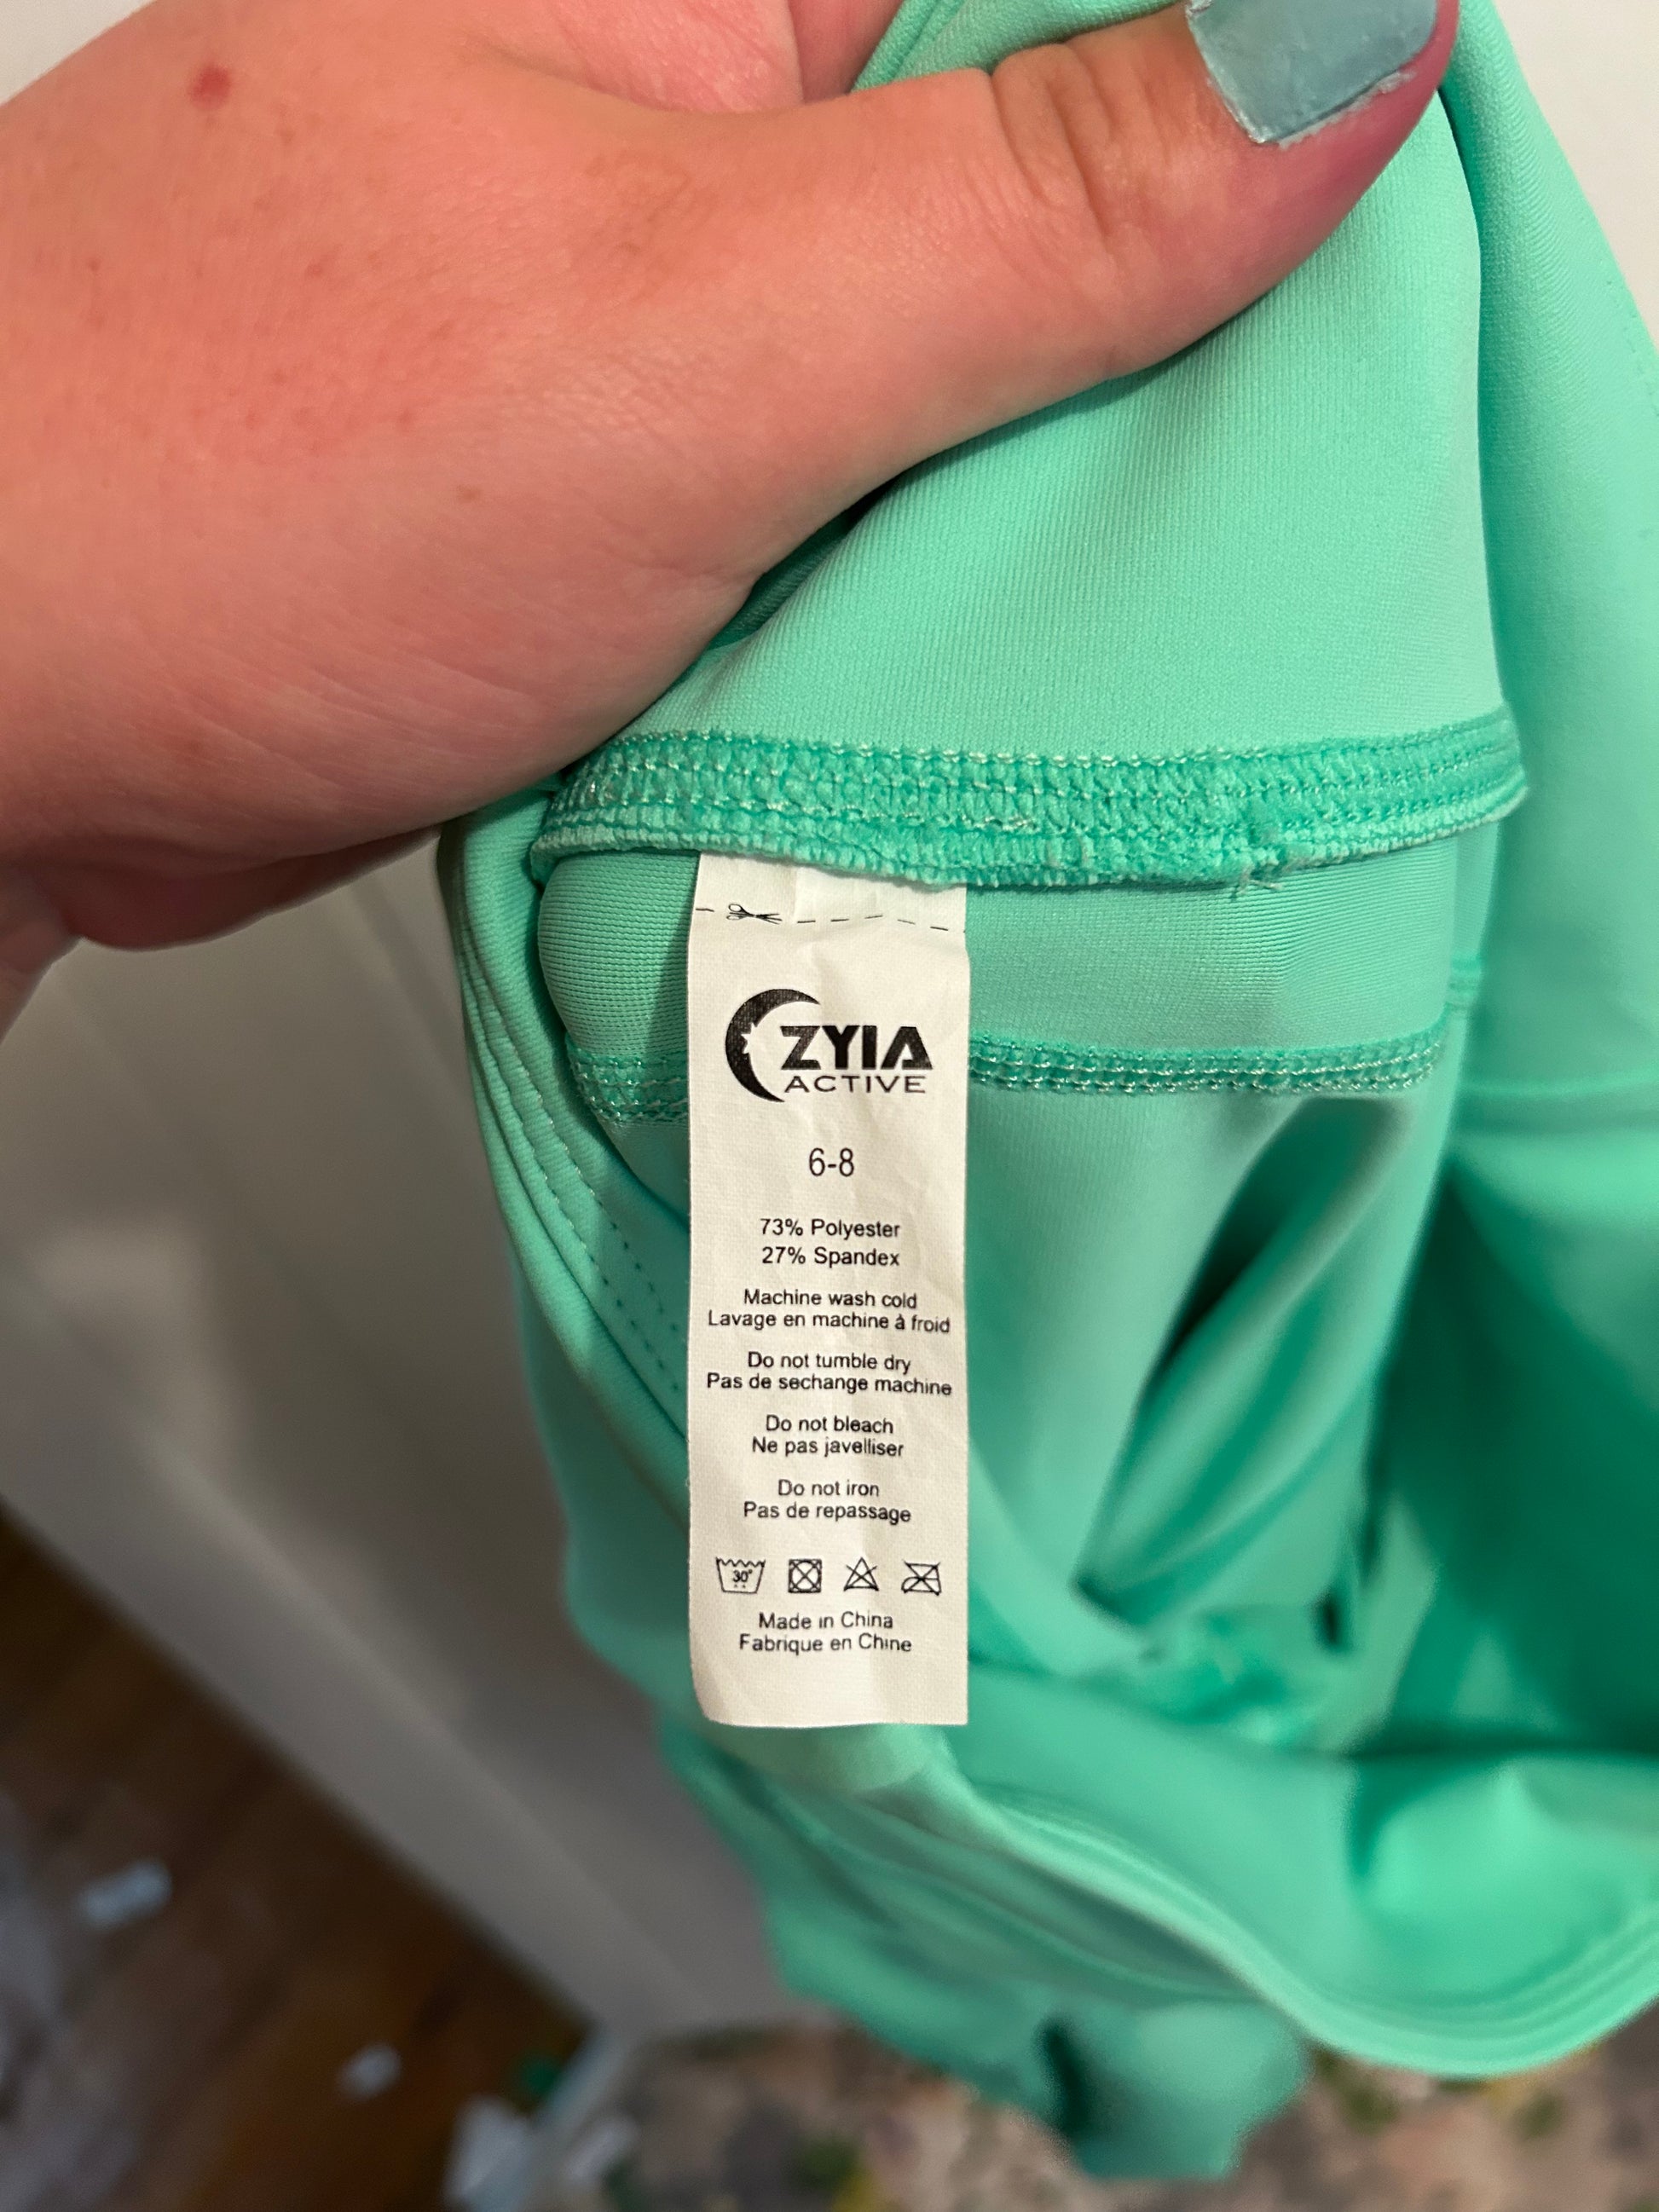 ZYIA
ACTIVE
6-8
73% Polyester
27% Spandex
Machine wash cold
Lavage en machine à froid
Do not tumble dry
Pas de sechange machine
Do not bleach
Ne pas javelliser
Do not iron
Pas de repassage
30°
Made in China
Fabrique en Chine